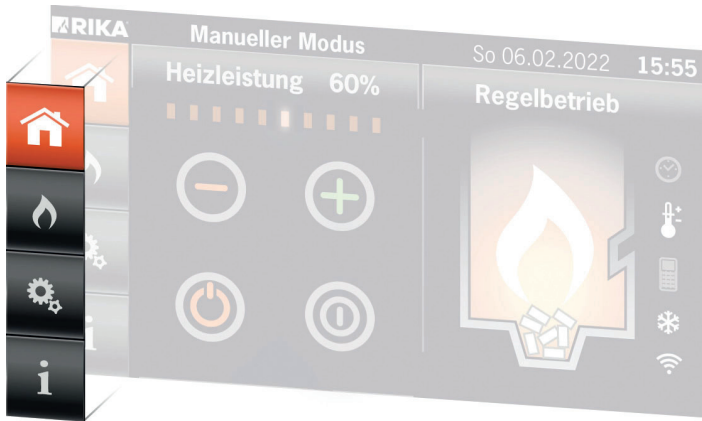 RIKA
Manueller Modus
So 06.02.2022 15:55
Heizleistung 60%
Regelbetrieb
i
i